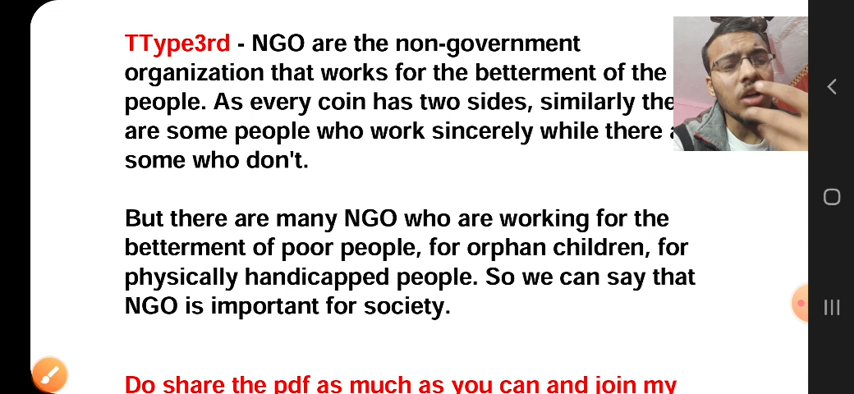 TType3rd - NGO are the non-government
organization that works for the betterment of the
people. As every coin has two sides, similarly
are some people who work sincerely while there
some who don't.
But there are many NGO who are working for the
betterment of poor people, for orphan children, for
physically handicapped people. So we can say that
NGO is important for society.
Do share the pdf as much as you can and join my